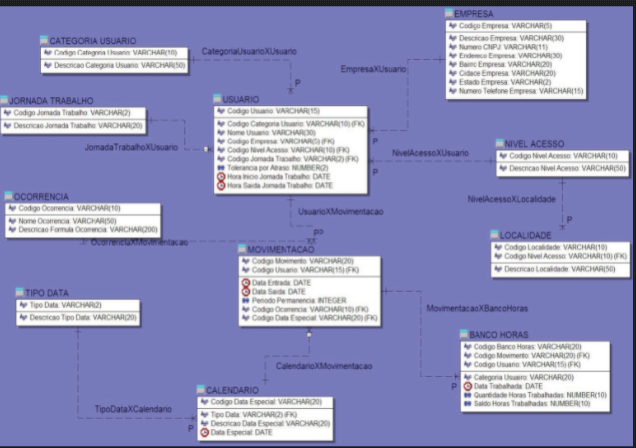 EMPRESA
Codigo Empresa: VARCHAR(5)
Descricao Empresa: VARCHAR(30)
Numero CNPJ: VARCHAR(11)
Endereco Empresa: VARCHAR(30)
Bairro Empresa: VARCHAR(20)
Cidade Empresa: VARCHAR(20)
Estado Empresa: VARCHAR(2)
Numero Telefone Empresa: VARCHAR(15)
CATEGORIA USUARIO
Codigo Categoria Usuario: VARCHAR(10)
Descricao Categoria Usuario: VARCHAR(50)
CategoriaUsuarioXUsuario
P
EmpresaXUsuario
P
JORNADA TRABALHO
Codigo Jornada Trabalho: VARCHAR(2)
Descricao Jornada Trabalho: VARCHAR(20)
JornadaTrabalhoXUsuario
USUARIO
Codigo Usuario: VARCHAR(15)
Codigo Categoria Usuario: VARCHAR(10) (FK)
Nome Usuario: VARCHAR(30)
Codigo Empresa: VARCHAR(5) (FK)
Codigo Nivel Acesso: VARCHAR(10) (FK)
Codigo Jornada Trabalho: VARCHAR(2) (FK)
Tolerancia por Atraso: NUMBER(2)
Hora Inicio Jornada Trabalho: DATE
Hora Saida Jornada Trabalho: DATE
NivelAcessoXUsuario
P
NIVEL ACESSO
Codigo Nivel Acesso: VARCHAR(10)
Descricao Nivel Acesso: VARCHAR(50)
NivelAcessoXLocalidade
P
OCORRENCIA
Codigo Ocorrencia: VARCHAR(10)
Nome Ocorrencia: VARCHAR(50)
Descricao Formula Ocorrencia: VARCHAR(200)
OcorrenciaXMovimentacao
UsuarioXMovimentacao
LOCALIDADE
Codigo Localidade: VARCHAR(10)
Codigo Nivel Acesso: VARCHAR(10) (FK)
Descricao Localidade: VARCHAR(50)
MOVIMENTACAO
Codigo Movimento: VARCHAR(20)
Codigo Usuario: VARCHAR(15) (FK)
Data Entrada: DATE
Data Saida: DATE
Periodo Permanencia: INTEGER
Codigo Ocorrencia: VARCHAR(10) (FK)
Codigo Data Especial: VARCHAR(20) (FK)
TIPO DATA
Tipo Data: VARCHAR(2)
Descricao Tipo Data: VARCHAR(20)
MovimentacaoXBancoHoras
P
BANCO HORAS
Codigo Banco Horas: VARCHAR(20)
Codigo Movimento: VARCHAR(20) (FK)
Codigo Usuario: VARCHAR(15) (FK)
Categoria Usuario: VARCHAR(20)
Data Trabalhada: DATE
Quantidade Horas Trabalhadas: NUMBER(10)
Saldo Horas Trabalhadas: NUMBER(10)
CalendarioXMovimentacao
TipoDataXCalendario
P
CALENDARIO
Codigo Data Especial: VARCHAR(20)
Tipo Data: VARCHAR(2) (FK)
Descricao Data Especial: VARCHAR(20)
Data Especial: DATE